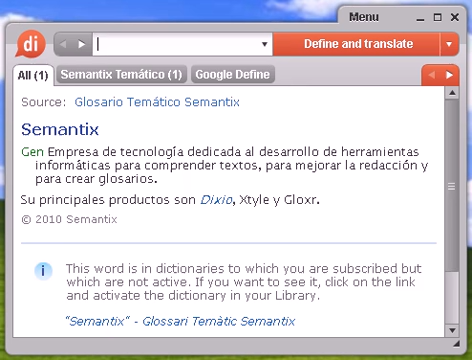 Menu
di
Define and translate
All (1) Semantix Temático (1) Google Define
Source: Glosario Temático Semantix
Semantix
Gen Empresa de tecnología dedicada al desarrollo de herramientas
informáticas para comprender textos, para mejorar la redacción y
para crear glosarios.
Su principales productos son Dixio, Xtyle y Gloxr.
© 2010 Semantix
i
This word is in dictionaries to which you are subscribed but
which are not active. If you want to see it, click on the link
and activate the dictionary in your Library.
"Semantix" - Glossari Temàtic Semantix